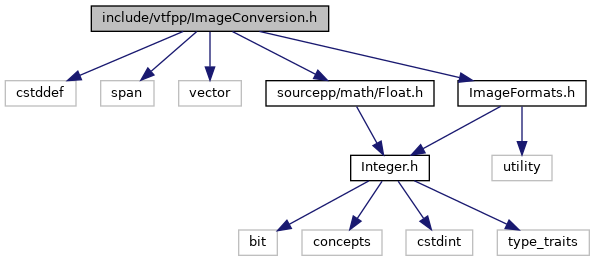 include/vtfpp/ImageConversion.h
cstddef
span
vector
sourcepp/math/Float.h
ImageFormats.h
Integer.h
utility
bit
concepts
cstdint
type_traits